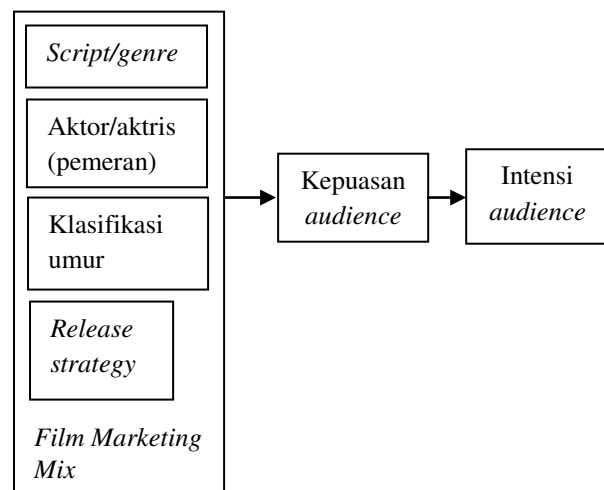 Script/genre
Aktor/aktris
(pemeran)
Klasifikasi
umur
Release
strategy
Film Marketing
Mix
Kepuasan
audience
Intensi
audience